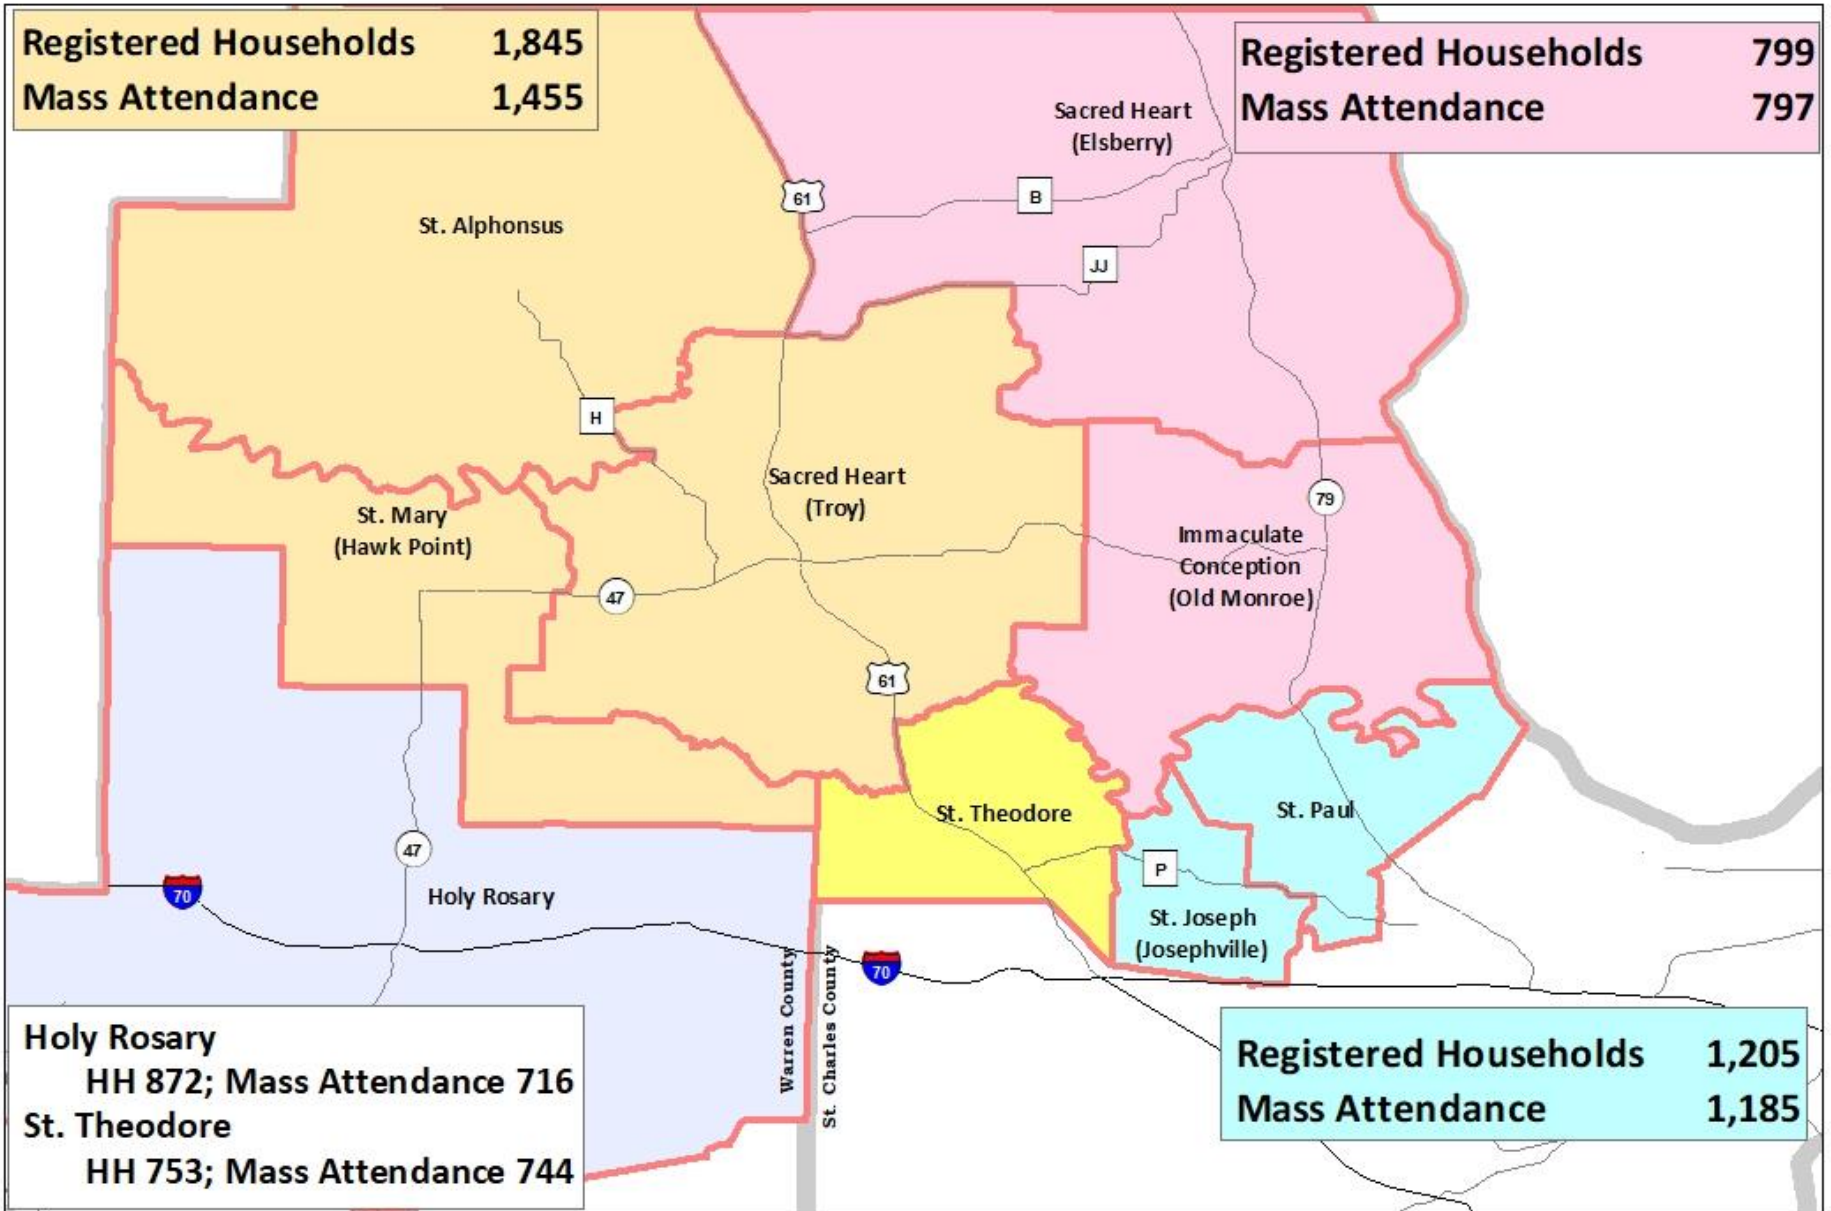 Registered Households 1,845
Mass Attendance 1,455
Registered Households 799
Mass Attendance 797
Sacred Heart
(Elsberry)
61
B
St. Alphonsus
JJ
H
Sacred Heart
(Troy)
79
St. Mary
(Hawk Point)
Immaculate
Conception
(Old Monroe)
47
61
St. Theodore
St. Paul
47
P
70
Holy Rosary
St. Joseph
(Josephville)
70
Warren County
St. Charles County
Holy Rosary
HH 872; Mass Attendance 716
St. Theodore
HH 753; Mass Attendance 744
Registered Households 1,205
Mass Attendance 1,185